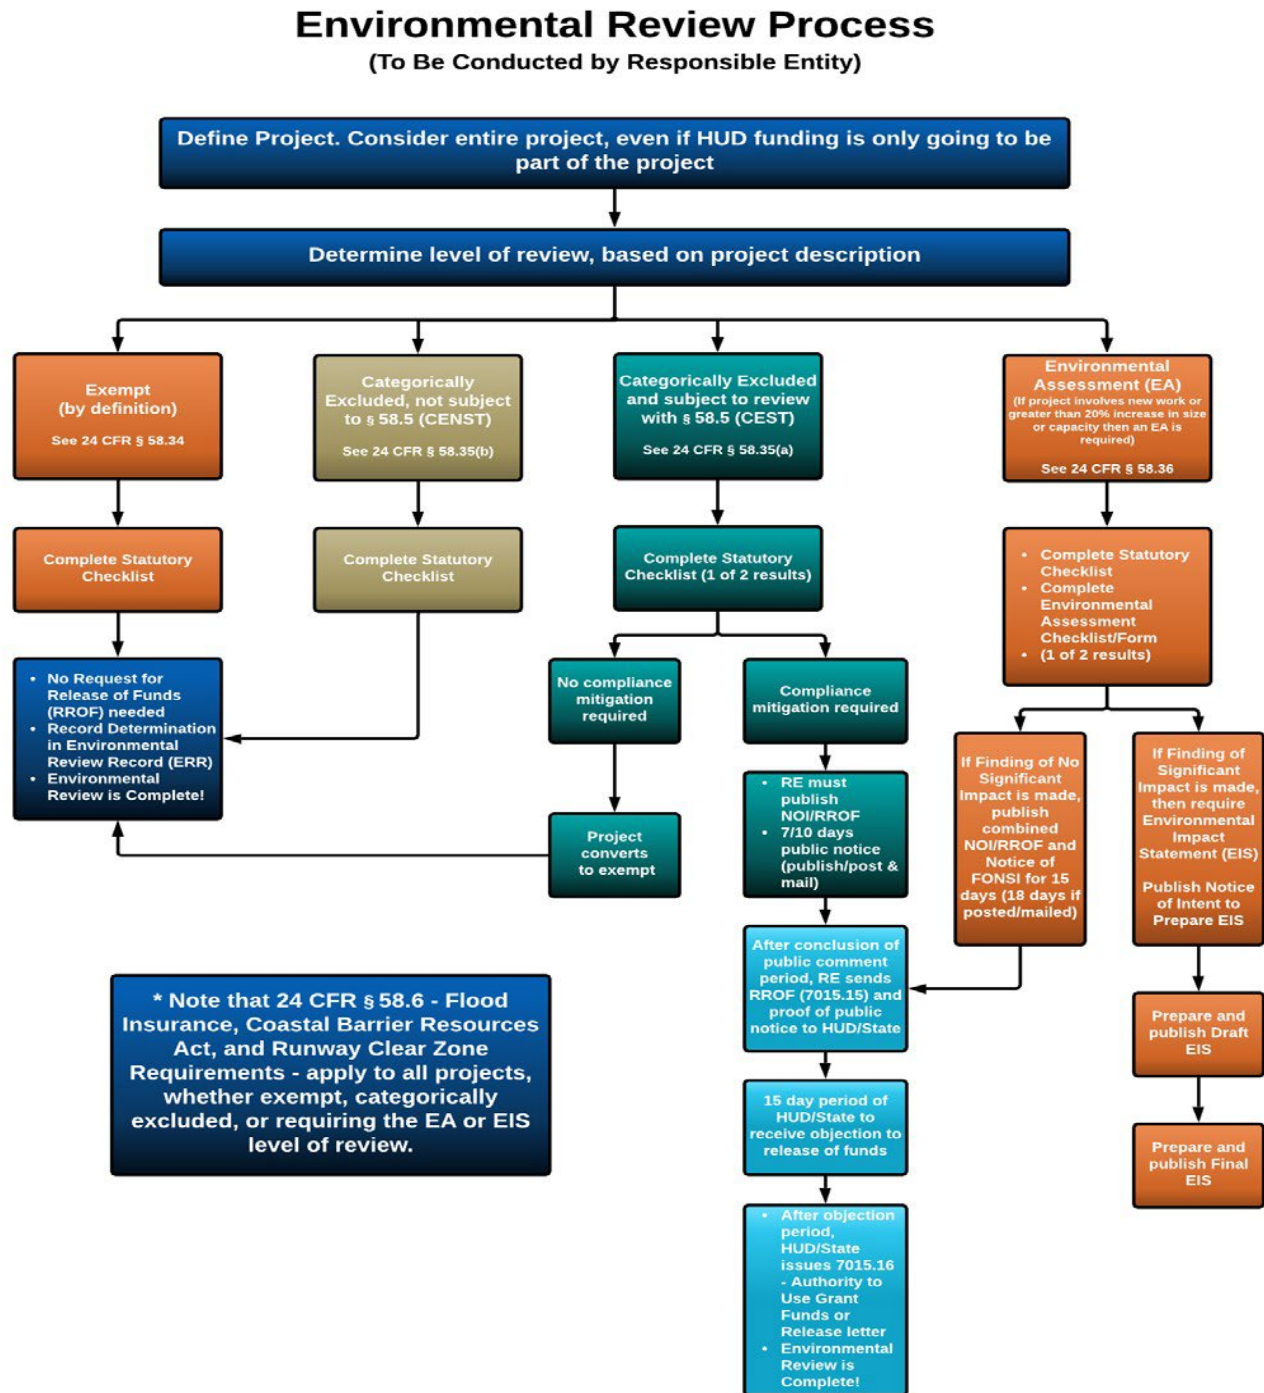 Environmental Review Process
(To Be Conducted by Responsible Entity)
Define Project. Consider entire project, even if HUD funding is only going to be
part of the project
Determine level of review, based on project description
Exempt
(by definition)
See 24 CFR § 58.34
Categorically
Excluded, not subject
to § 58.5 (CENST)
See 24 CFR § 58.35(b)
Categorically Excluded
and subject to review
with § 58.5 (CEST)
See 24 CFR § 58.35(a)
Environmental
Assessment (EA)
(If project involves new work or
greater than 20% increase in size
or capacity then an EA is
required)
See 24 CFR § 58.36
Complete Statutory
Checklist
Complete Statutory
Checklist
Complete Statutory
Checklist (1 of 2 results)
• Complete Statutory
Checklist
• Complete
Environmental
Assessment
Checklist/Form
• (1 of 2 results)
• No Request for
Release of Funds
(RROF) needed
• Record Determination
in Environmental
Review Record (ERR)
• Environmental
Review is Complete!
No compliance
mitigation
required
Compliance
mitigation required
Project
converts
to exempt
• RE must
publish
NOI/RROF
• 7/10 days
public notice
(publish/post &
mail)
If Finding of No
Significant
Impact is made,
publish
combined
NOI/RROF and
Notice of
FONSI for 15
days (18 days if
posted/mailed)
If Finding of
Significant
Impact is made,
then require
Environmental
Impact
Statement (EIS)
Publish Notice
of Intent to
Prepare EIS
After conclusion of
public comment
period, RE sends
RROF (7015.15) and
proof of public
notice to HUD/State
Prepare and
publish Draft
EIS
* Note that 24 CFR § 58.6 - Flood
Insurance, Coastal Barrier Resources
Act, and Runway Clear Zone
Requirements - apply to all projects,
whether exempt, categorically
excluded, or requiring the EA or EIS
level of review.
15 day period of
HUD/State to
receive objection to
release of funds
Prepare and
publish Final
EIS
• After objection
period,
HUD/State
issues 7015.16
- Authority to
Use Grant
Funds or
Release letter
• Environmental
Review is
Complete!